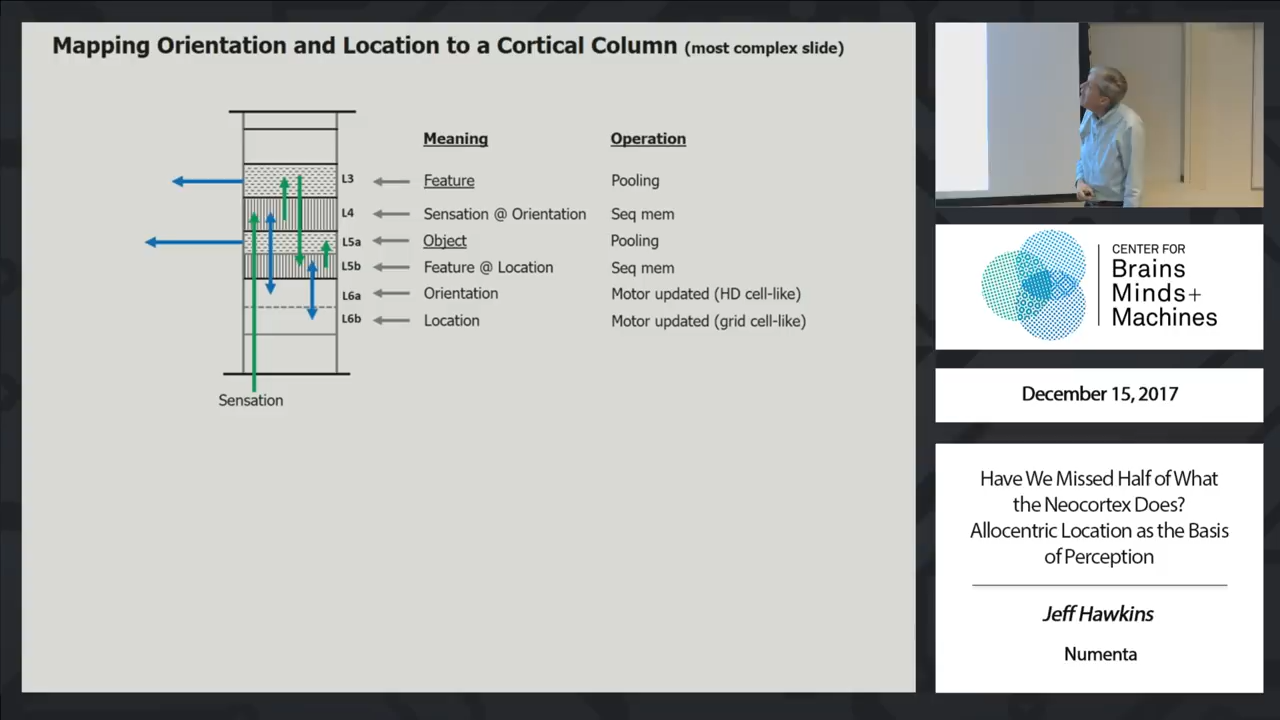 Mapping Orientation and Location to a Cortical Column (most complex slide)
Meaning Operation
L3 Feature Pooling
L4 Sensation @ Orientation Seq mem
L5a Object Pooling
L5b Feature @ Location Seq mem
L6a Orientation Motor updated (HD cell-like)
L6b Location Motor updated (grid cell-like)
Sensation
CENTER FOR
Brains
Minds+
Machines
December 15, 2017
Have We Missed Half of What
the Neocortex Does?
Allocentric Location as the Basis
of Perception
Jeff Hawkins
Numenta